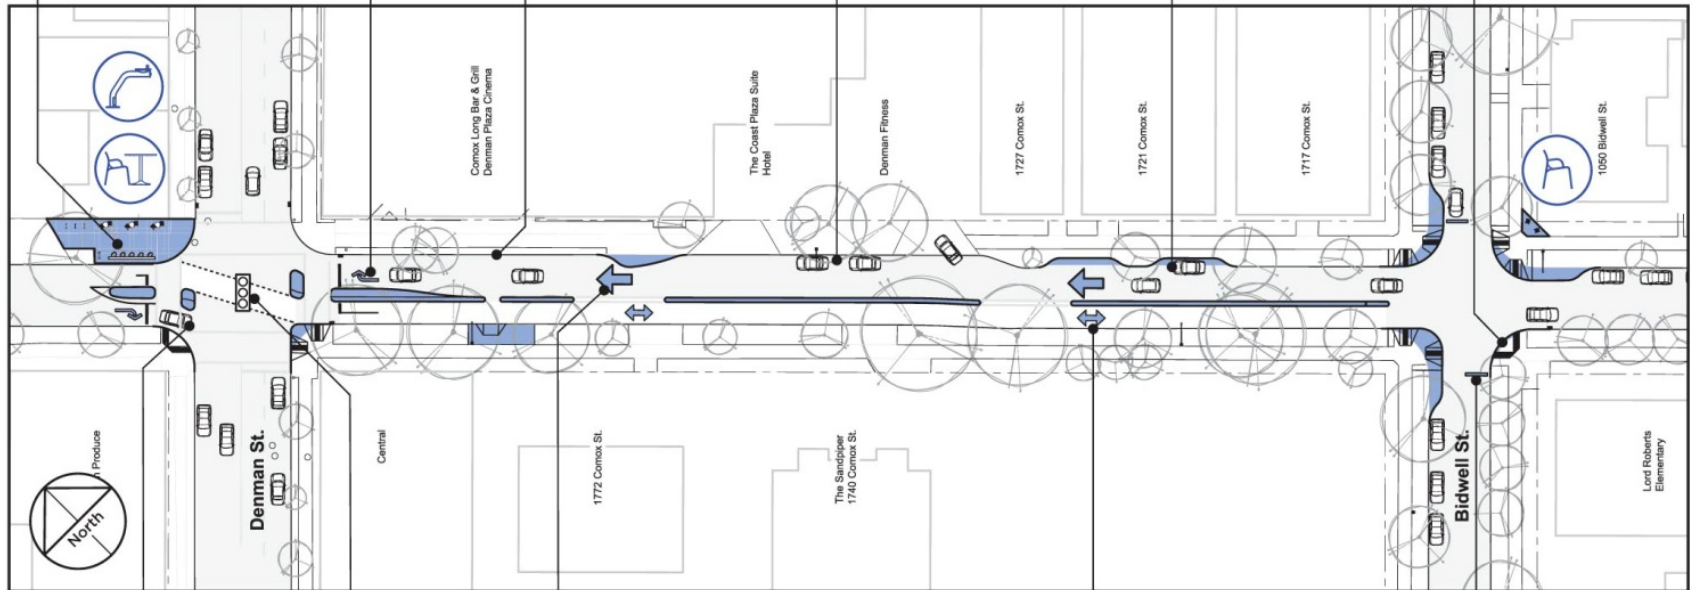 Comox Long Bar & Grill
Denman Plaza Cinema
The Coast Plaza Suite
Hotel
Denman Fitness
1727 Comox St.
1721 Comox St.
1717 Comox St.
1050 Bidwell St.
Produce
North
Denman St.
Central
1772 Comox St.
The Sandpiper
1740 Comox St.
Bidwell St.
Lord Roberts
Elementary